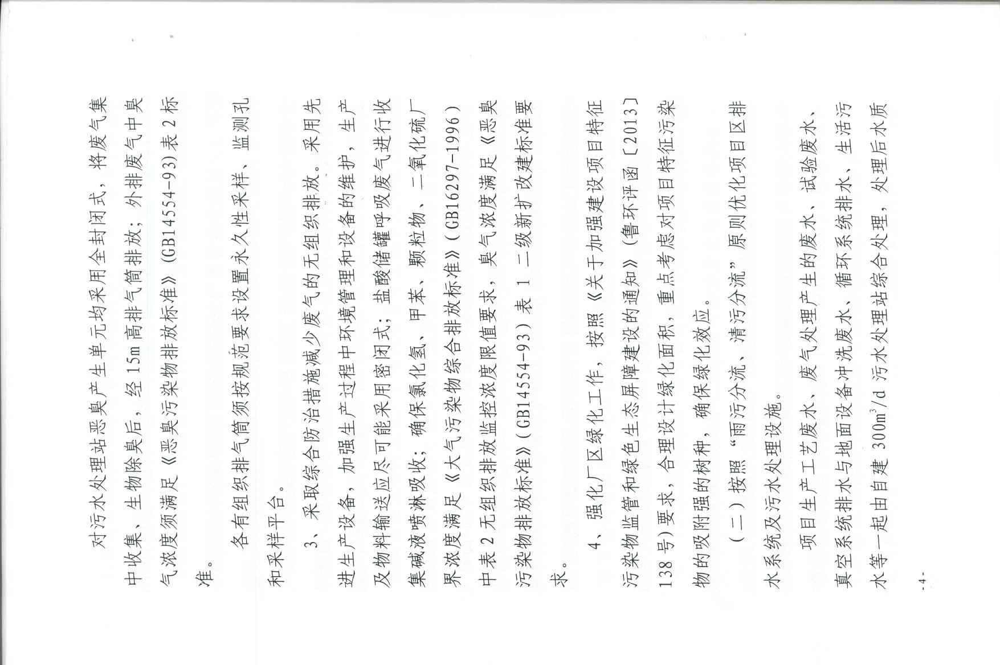 对污水处理站恶臭产生单元均采用全封闭式，将废气集
中收集、生物除臭后，经 15m 高排气筒排放；外排废气中臭
气浓度须满足《恶臭污染物排放标准》(GB14554-93)表 2 标
准。
各有组织排气筒须按规范要求设置永久性采样、监测孔
和采样平台。
3、采取综合防治措施减少废气的无组织排放。采用先
进生产设备，加强生产过程中环境管理和设备的维护，生产
及物料输送应尽可能采用密闭式；盐酸储罐呼吸废气进行收
集碱液喷淋吸收；确保氯化氢、甲苯、颗粒物、二氧化硫厂
界浓度满足《大气污染物综合排放标准》(GB16297-1996)
中表 2 无组织排放监控浓度限值要求，臭气浓度满足《恶臭
污染物排放标准》(GB14554-93)表 1 二级新扩改建标准要
求。
4、强化厂区绿化工作，按照《关于加强建设项目特征
污染物监管和绿色生态屏障建设的通知》(鲁环评函〔2013〕
138 号)要求，合理设计绿化面积，重点考虑对项目特征污染
物的吸附强的树种，确保绿化效应。
(二)按照“雨污分流、清污分流”原则优化项目区排
水系统及污水处理设施。
项目生产工艺废水、废气处理产生的废水、试验废水、
真空系统排水与地面设备冲洗废水、循环系统排水、生活污
水等一起由自建 300m³/d 污水处理站综合处理，处理后水质
-4-